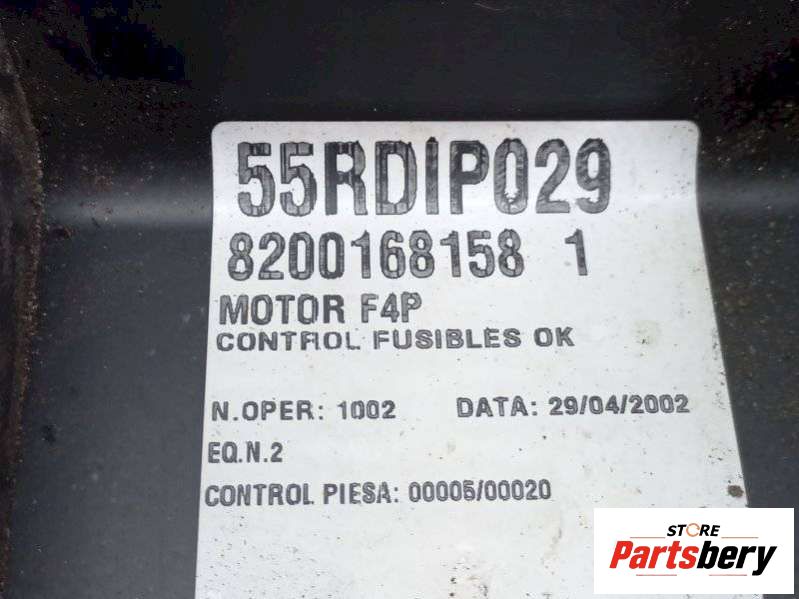 55RDIP029
8200168158 1
MOTOR F4P
CONTROL FUSIBLES OK
N.OPER: 1002 DATA: 29/04/2002
EQ.N.2
CONTROL PIESA: 00005/00020
STORE
Partsbery